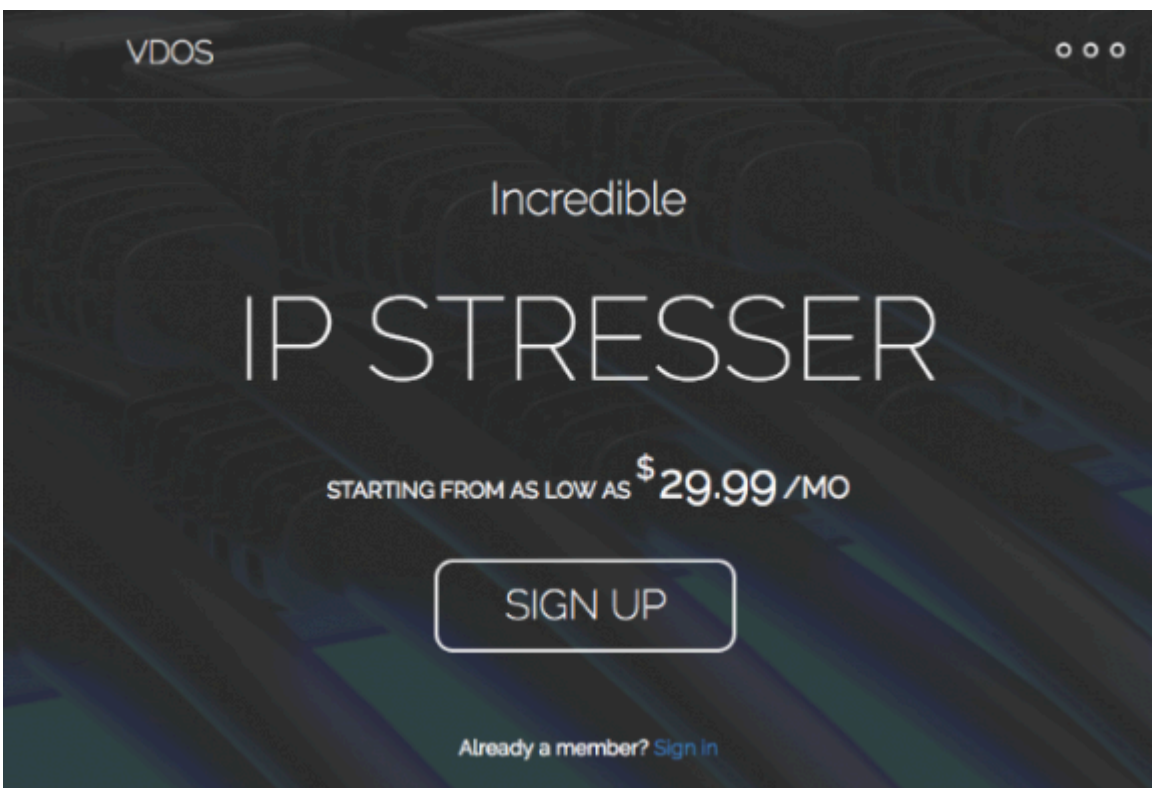 VDOS
Incredible
IP STRESSER
STARTING FROM AS LOW AS $29.99 /MO
SIGN UP
Already a member? Sign in